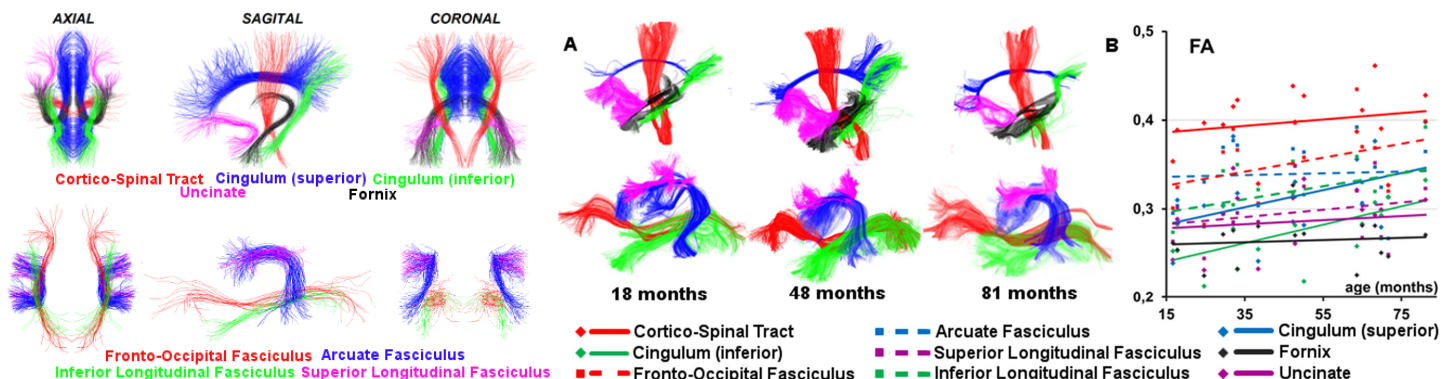 AXIAL
SAGITAL
CORONAL
Cortico-Spinal Tract Cingulum (superior) Cingulum (inferior)
Uncinate Fornix
Fronto-Occipital Fasciculus Arcuate Fasciculus
Inferior Longitudinal Fasciculus Superior Longitudinal Fasciculus
A
18 months
48 months
81 months
B
FA
0,5
0,4
0,3
0,2
15
35
55
75
age (months)
Cortico-Spinal Tract
Cingulum (inferior)
Fronto-Occipital Fasciculus
Arcuate Fasciculus
Superior Longitudinal Fasciculus
Inferior Longitudinal Fasciculus
Cingulum (superior)
Fornix
Uncinate